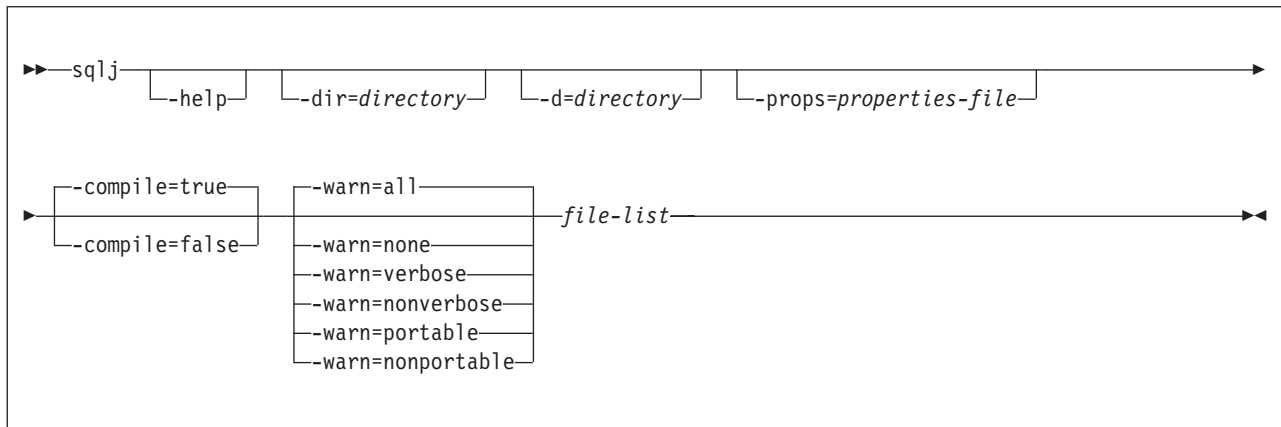 sqlj
-help -dir=directory -d=directory -props=properties-file
-compile=true -warn=all
file-list
-compile=false -warn=none
-warn=verbose
-warn=nonverbose
-warn=portable
-warn=nonportable